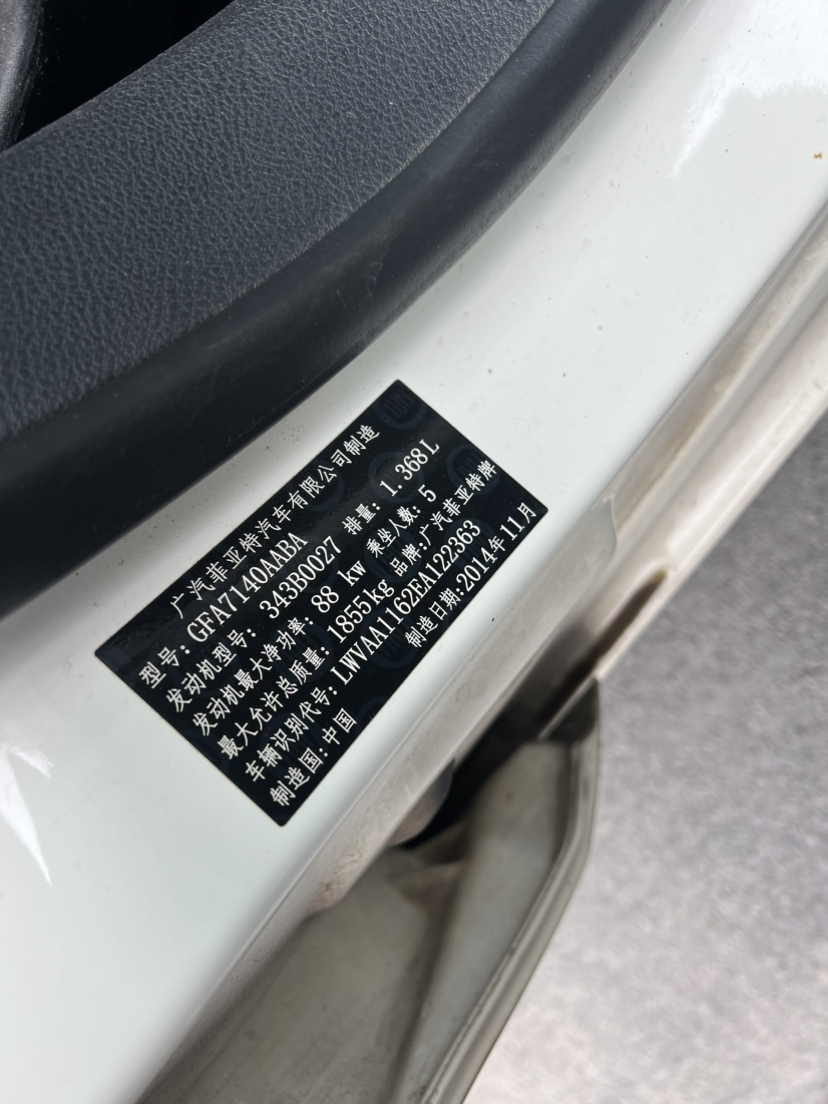 广汽菲亚特汽车有限公司制造
型号: GFA7140AABA
发动机型号: 343B0027 排量: 1.368L
发动机最大净功率: 88 kw 乘坐人数: 5
最大允许总质量: 1855kg 品牌: 广汽菲亚特牌
车辆识别代号: LWVAA1162EA122363
制造国: 中国 制造日期: 2014年11月